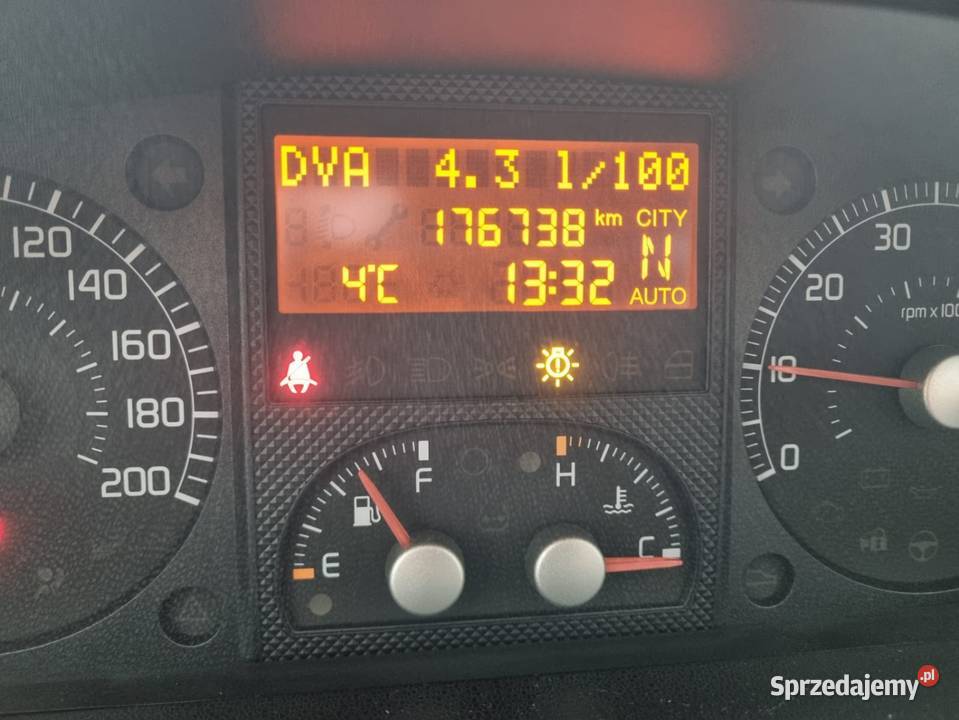 DVA 4.3 l/100
176738 km CITY
N
4°C 13:32 AUTO
120
140
160
180
200
30
20
10
0
rpm x 100
F
E
H
C
Sprzedajemy.pl